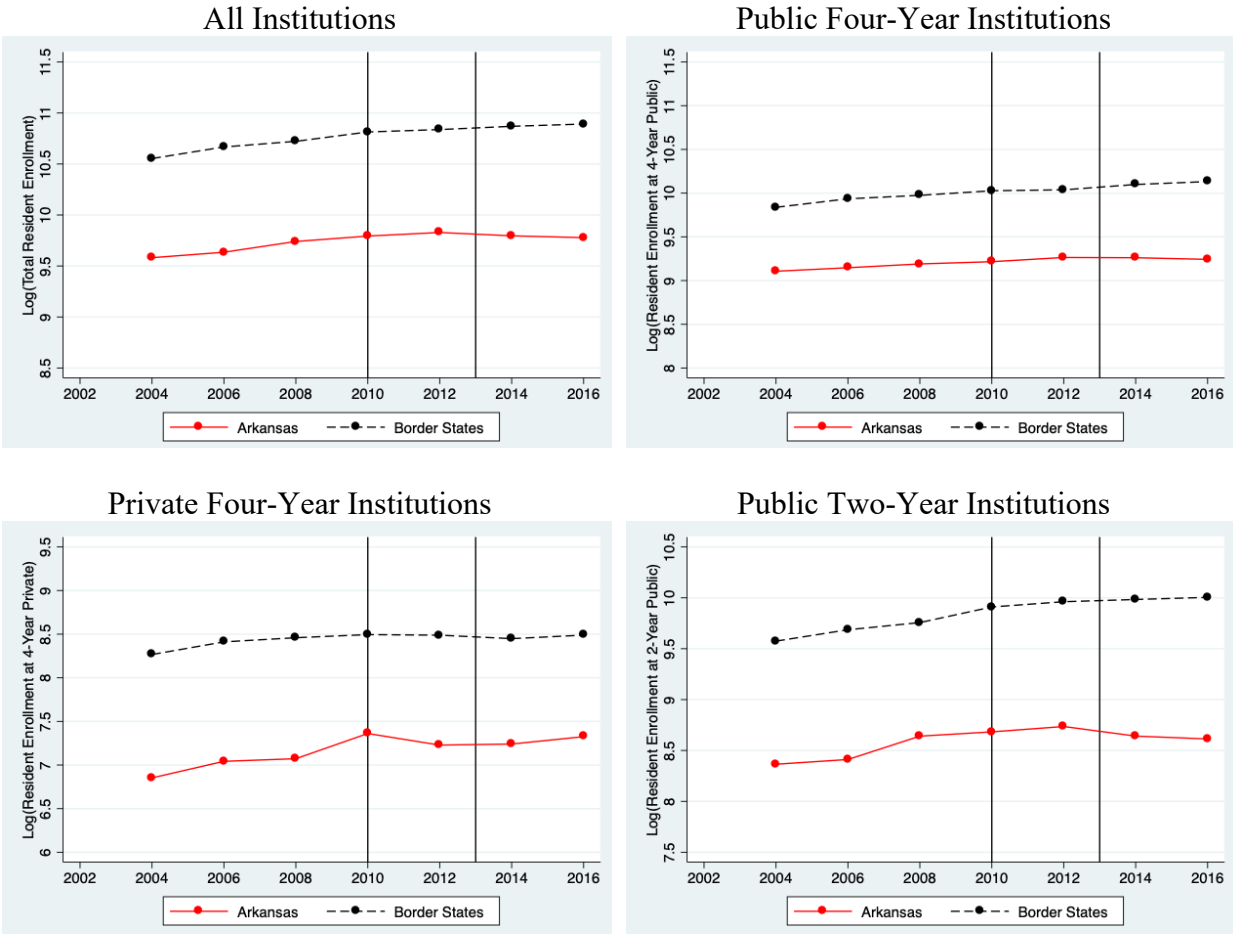 All Institutions
Log(Total Resident Enrollment)
11.5
11
10.5
10
9.5
9
8.5
2002 2004 2006 2008 2010 2012 2014 2016
Arkansas Border States
Public Four-Year Institutions
Log(Resident Enrollment at 4-Year Public)
11.5
11
10.5
10
9.5
9
8.5
8
2002 2004 2006 2008 2010 2012 2014 2016
Arkansas Border States
Private Four-Year Institutions
Log(Resident Enrollment at 4-Year Private)
9.5
9
8.5
8
7.5
7
6.5
6
2002 2004 2006 2008 2010 2012 2014 2016
Arkansas Border States
Public Two-Year Institutions
Log(Resident Enrollment at 2-Year Public)
10.5
10
9.5
9
8.5
8
7.5
2002 2004 2006 2008 2010 2012 2014 2016
Arkansas Border States